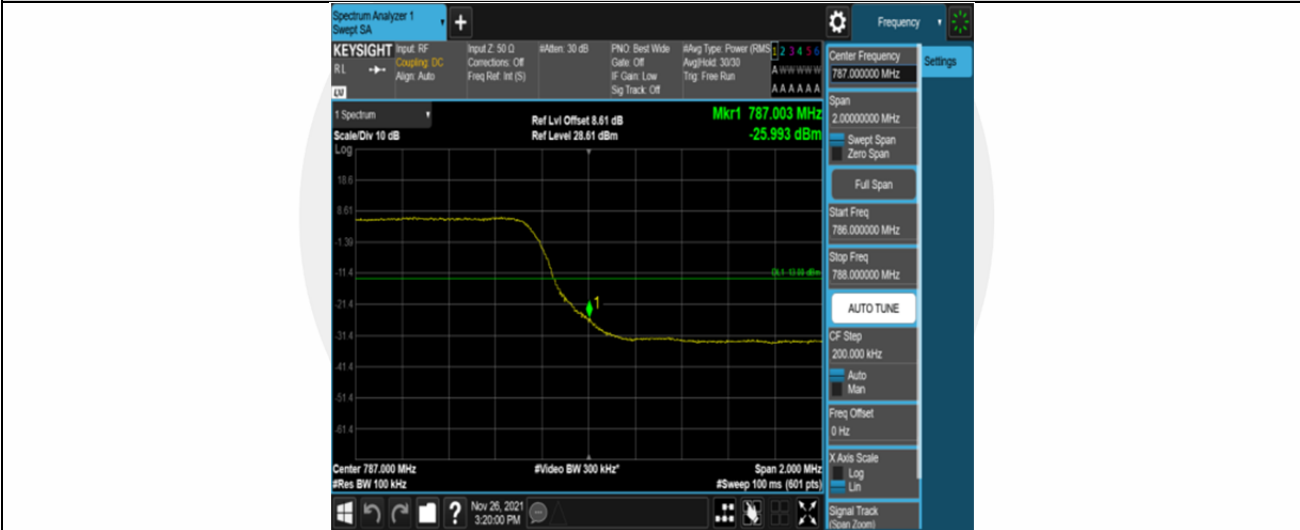 Spectrum Analyzer 1
Swept SA
+
Frequency
KEYSIGHT
RL
Input: RF
Coupling: DC
Align: Auto
Input Z: 50 Ω
Corrections: Off
Freq Ref: Int (S)
#Atten: 30 dB
PNO: Best Wide
Gate: Off
IF Gain: Low
Sig Track: Off
#Avg Type: Power (RMS
Avg|Hold: 30/30
Trig: Free Run
1 2 3 4 5 6
A W W W W W
A A A A A A
1 Spectrum
Scale/Div 10 dB
Log
Ref Lvl Offset 8.61 dB
Ref Level 28.61 dBm
Mkr1 787.003 MHz
-25.993 dBm
18.6
8.61
-1.39
-11.4
-21.4
-31.4
-41.4
-51.4
-61.4
DL1 -13.00 dBm
1
Center 787.000 MHz
#Res BW 100 kHz
#Video BW 300 kHz*
Span 2.000 MHz
#Sweep 100 ms (601 pts)
Nov 26, 2021
3:20:00 PM
Center Frequency
787.000000 MHz
Span
2.00000000 MHz
Swept Span
Zero Span
Full Span
Start Freq
786.000000 MHz
Stop Freq
788.000000 MHz
AUTO TUNE
CF Step
200.000 kHz
Auto
Man
Freq Offset
0 Hz
X Axis Scale
Log
Lin
Signal Track
(Span Zoom)
Settings